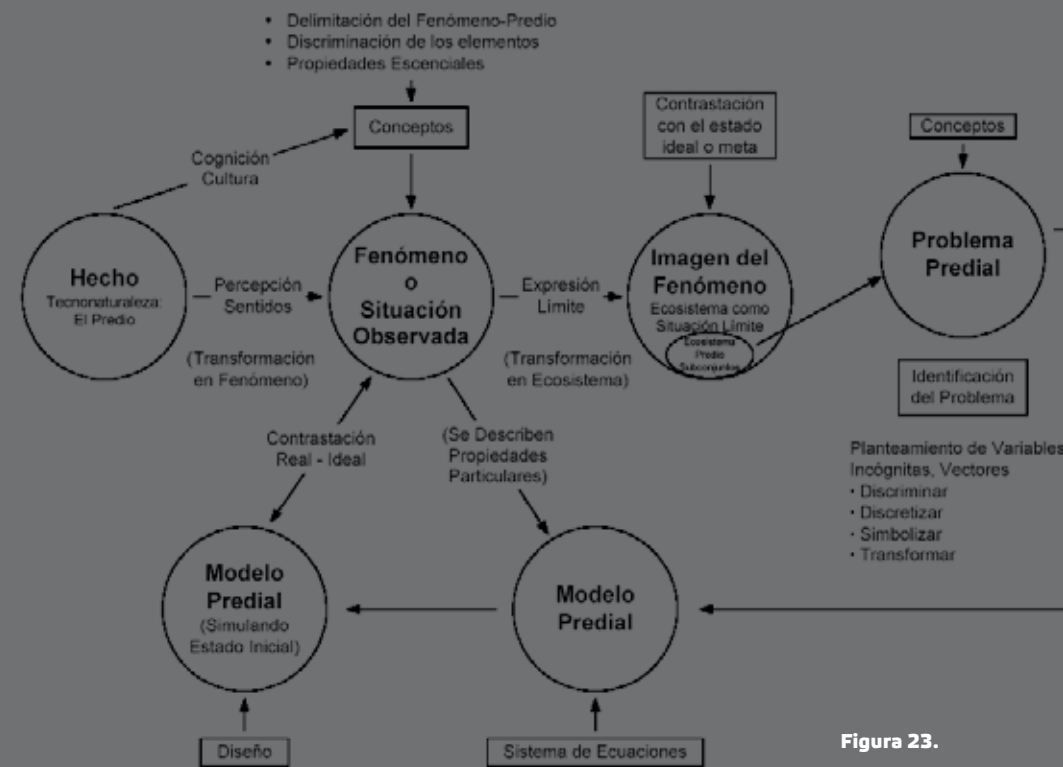 • Delimitación del Fenómeno-Predio
• Discriminación de los elementos
• Propiedades Escenciales
Conceptos
Cognición
Cultura
Hecho
Tecnonaturaleza:
El Predio
Percepción
Sentidos
(Transformación
en Fenómeno)
Fenómeno
o
Situación
Observada
Expresión
Límite
(Transformación
en Ecosistema)
Contrastación
con el estado
ideal o meta
Imagen del
Fenómeno
Ecosistema como
Situación Límite
Ecosistema
Predio
Subconjuntos
Conceptos
Problema
Predial
Identificación
del Problema
Planteamiento de Variables
Incógnitas, Vectores
• Discriminar
• Discretizar
• Simbolizar
• Transformar
Contrastación
Real - Ideal
(Se Describen
Propiedades
Particulares)
Modelo
Predial
(Simulando
Estado Inicial)
Modelo
Predial
Diseño
Sistema de Ecuaciones
Figura 23.